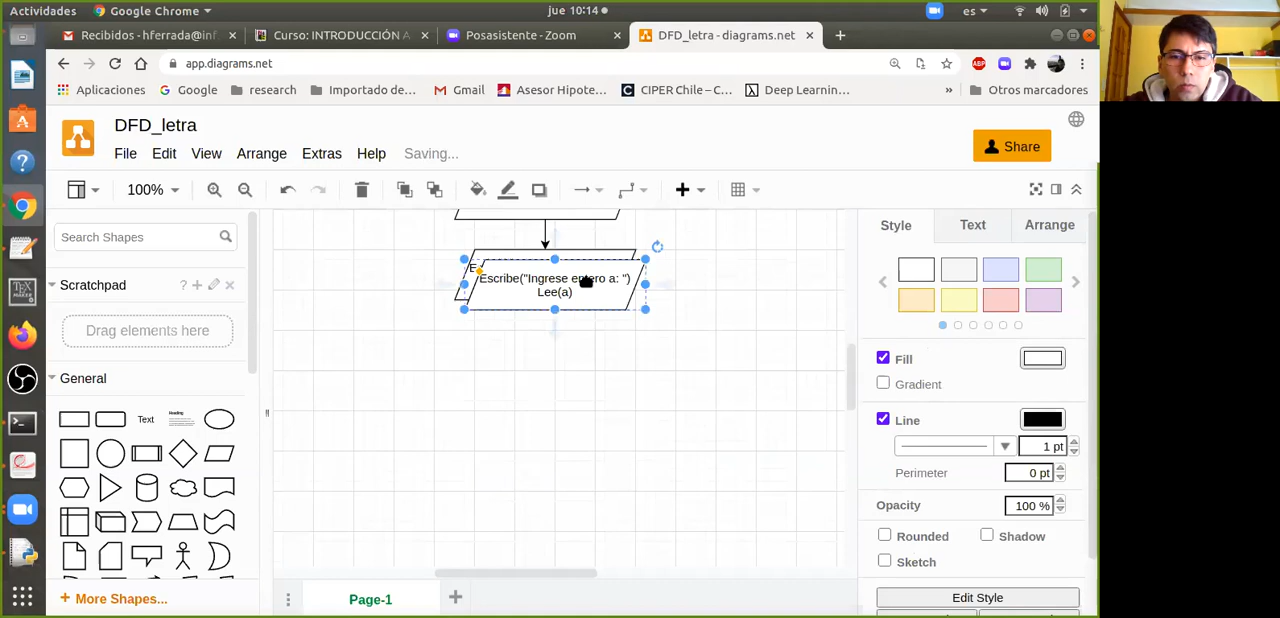 Actividades
Google Chrome
jue 10:14
es
Recibidos - hferrada@inf
Curso: INTRODUCCIÓN A
Posasistente - Zoom
DFD_letra - diagrams.net
app.diagrams.net
ABP
Aplicaciones
Google
research
Importado de...
Gmail
Asesor Hipote...
CIPER Chile – C...
Deep Learnin...
»
Otros marcadores
DFD_letra
File
Edit
View
Arrange
Extras
Help
Saving...
Share
100%
Search Shapes
Scratchpad
?
Drag elements here
General
Text
Heading
More Shapes...
E
Escribe("Ingrese entero a: ")
Lee(a)
Page-1
Style
Text
Arrange
Fill
Gradient
Line
1 pt
Perimeter
0 pt
Opacity
100 %
Rounded
Shadow
Sketch
Edit Style